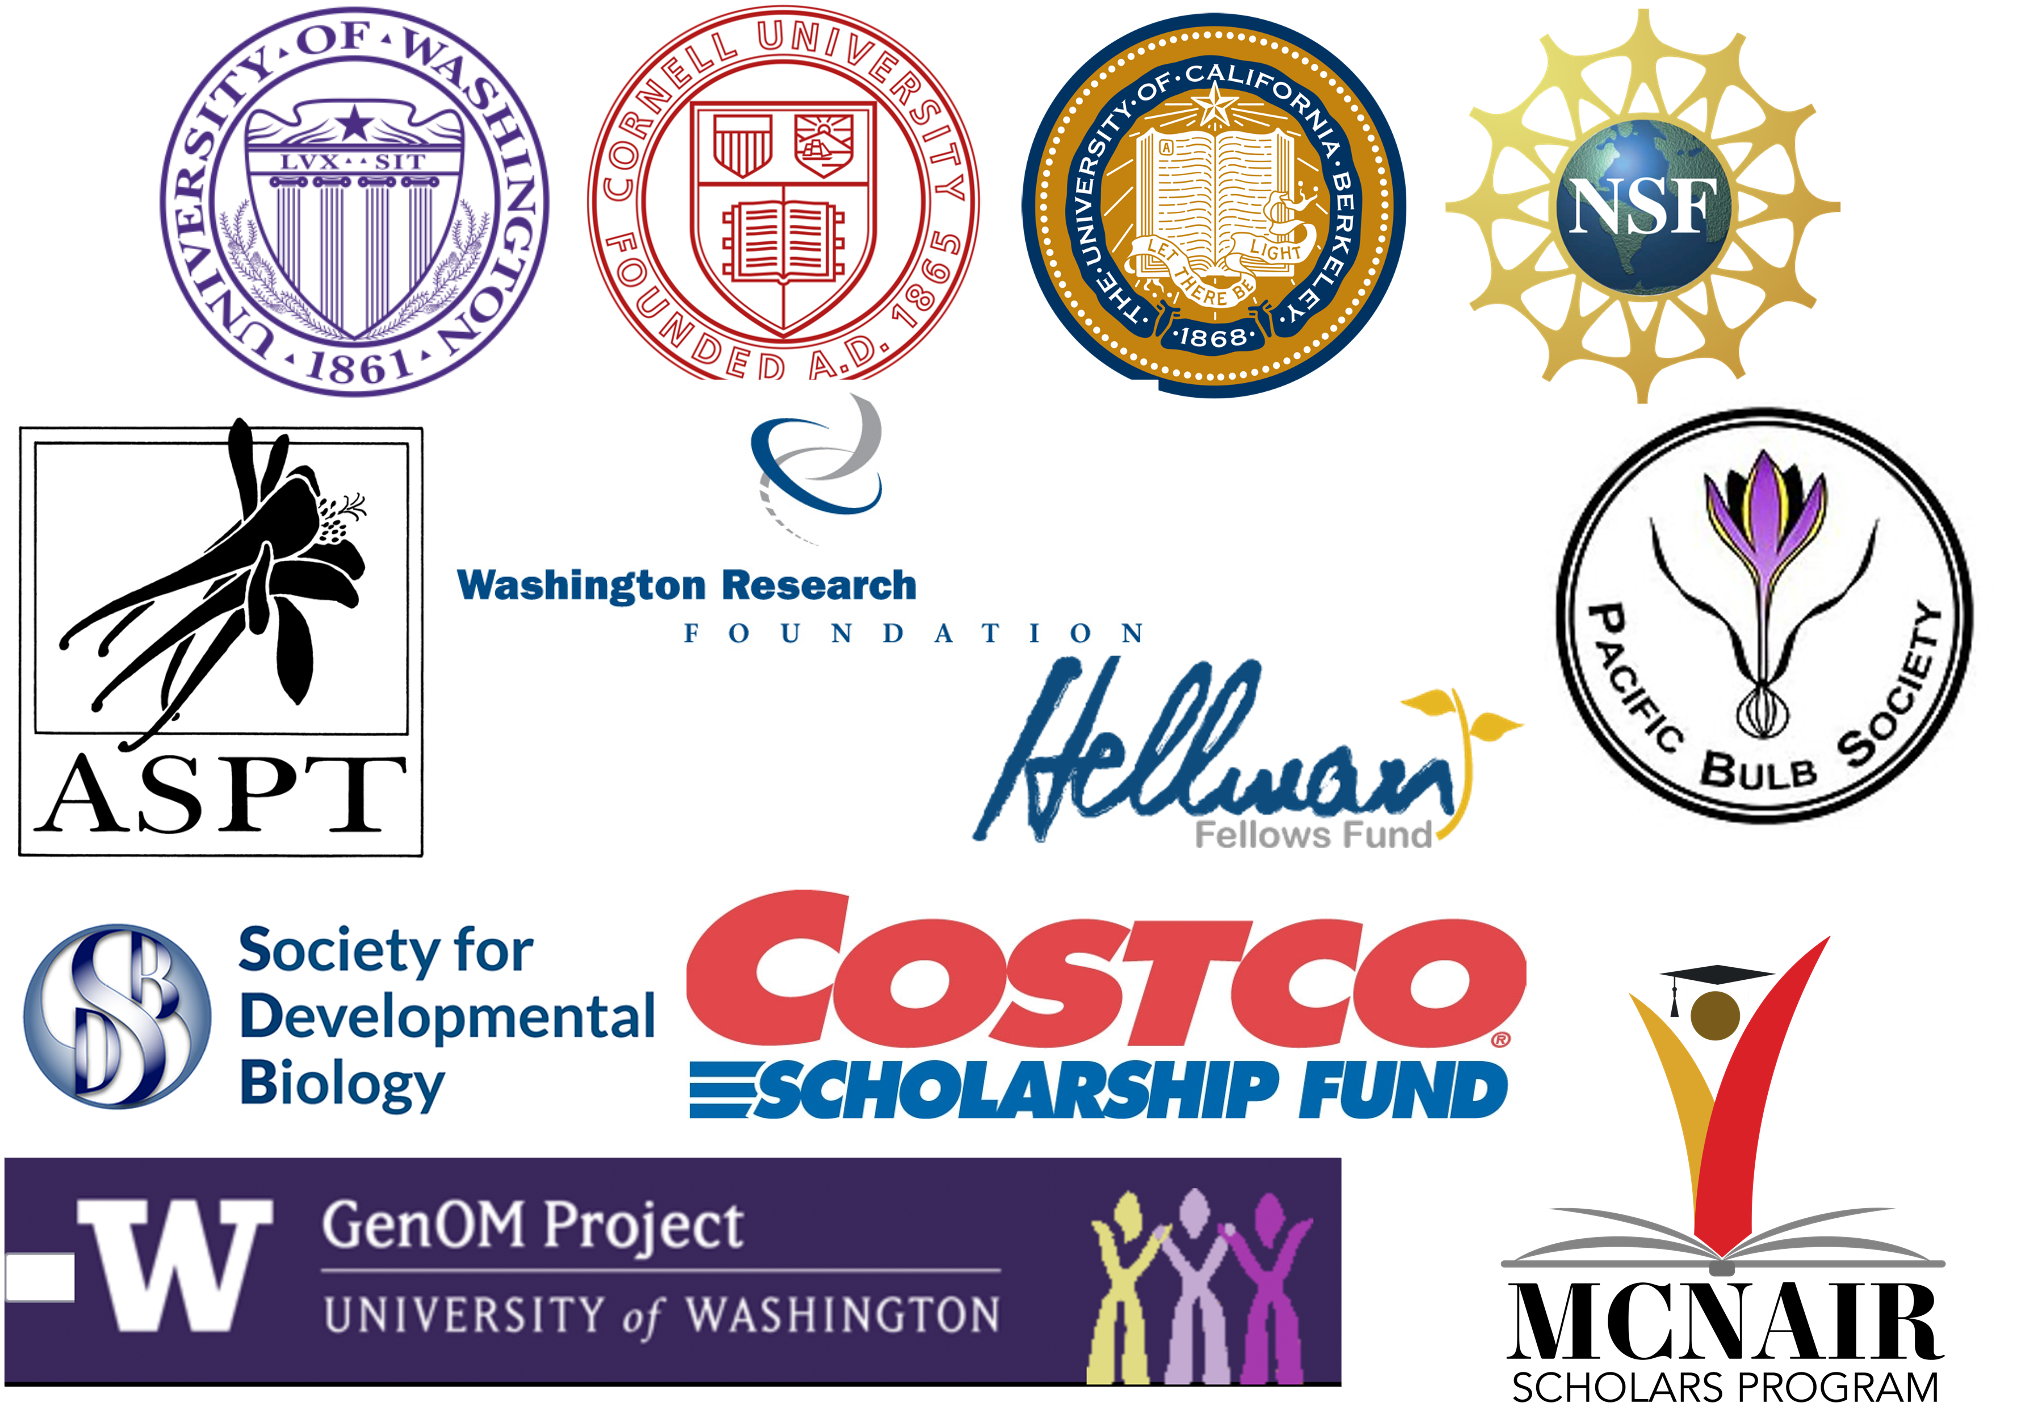 UNIVERSITY OF WASHINGTON
LVX SIT
1861
CORNELL UNIVERSITY
FOUNDED A.D. 1865
THE·UNIVERSITY·OF·CALIFORNIA·BERKELEY·
A
LET THERE BE LIGHT
·1868·
NSF
ASPT
Washington Research
FOUNDATION
Hellman
Fellows Fund
PACIFIC BULB SOCIETY
SDB
Society for
Developmental
Biology
COSTCO®
SCHOLARSHIP FUND
W
GenOM Project
UNIVERSITY of WASHINGTON
MCNAIR
SCHOLARS PROGRAM